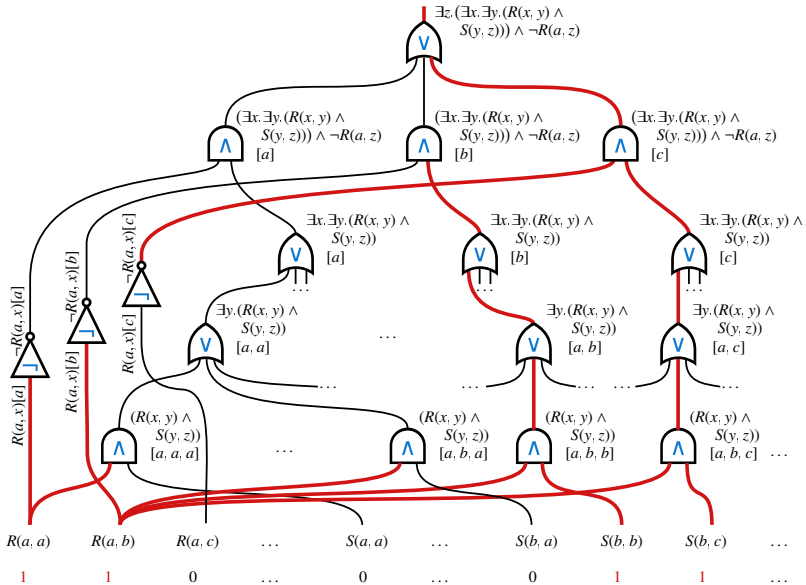 ∃z.(∃x.∃y.(R(x, y) ∧
S(y, z))) ∧ ¬R(a, z)
∨
(∃x.∃y.(R(x, y) ∧
S(y, z))) ∧ ¬R(a, z)
[a]
∧
(∃x.∃y.(R(x, y) ∧
S(y, z))) ∧ ¬R(a, z)
[b]
∧
(∃x.∃y.(R(x, y) ∧
S(y, z))) ∧ ¬R(a, z)
[c]
∧
¬R(a, x)[a]
¬R(a, x)[b]
¬R(a, x)[c]
¬
¬
¬
R(a, x)[a]
R(a, x)[b]
R(a, x)[c]
∃x.∃y.(R(x, y) ∧
S(y, z))
[a]
∨
...
∃x.∃y.(R(x, y) ∧
S(y, z))
[b]
∨
...
∃x.∃y.(R(x, y) ∧
S(y, z))
[c]
∨
...
∃y.(R(x, y) ∧
S(y, z))
[a, a]
∨
...
...
∃y.(R(x, y) ∧
S(y, z))
[a, b]
∨
...
...
∃y.(R(x, y) ∧
S(y, z))
[a, c]
∨
...
...
(R(x, y) ∧
S(y, z))
[a, a, a]
∧
...
(R(x, y) ∧
S(y, z))
[a, b, a]
∧
(R(x, y) ∧
S(y, z))
[a, b, b]
∧
(R(x, y) ∧
S(y, z))
[a, b, c]
∧
...
R(a, a) R(a, b) R(a, c) ... S(a, a) ... S(b, a) S(b, b) S(b, c) ...
1 1 0 ... 0 ... 0 1 1 ...